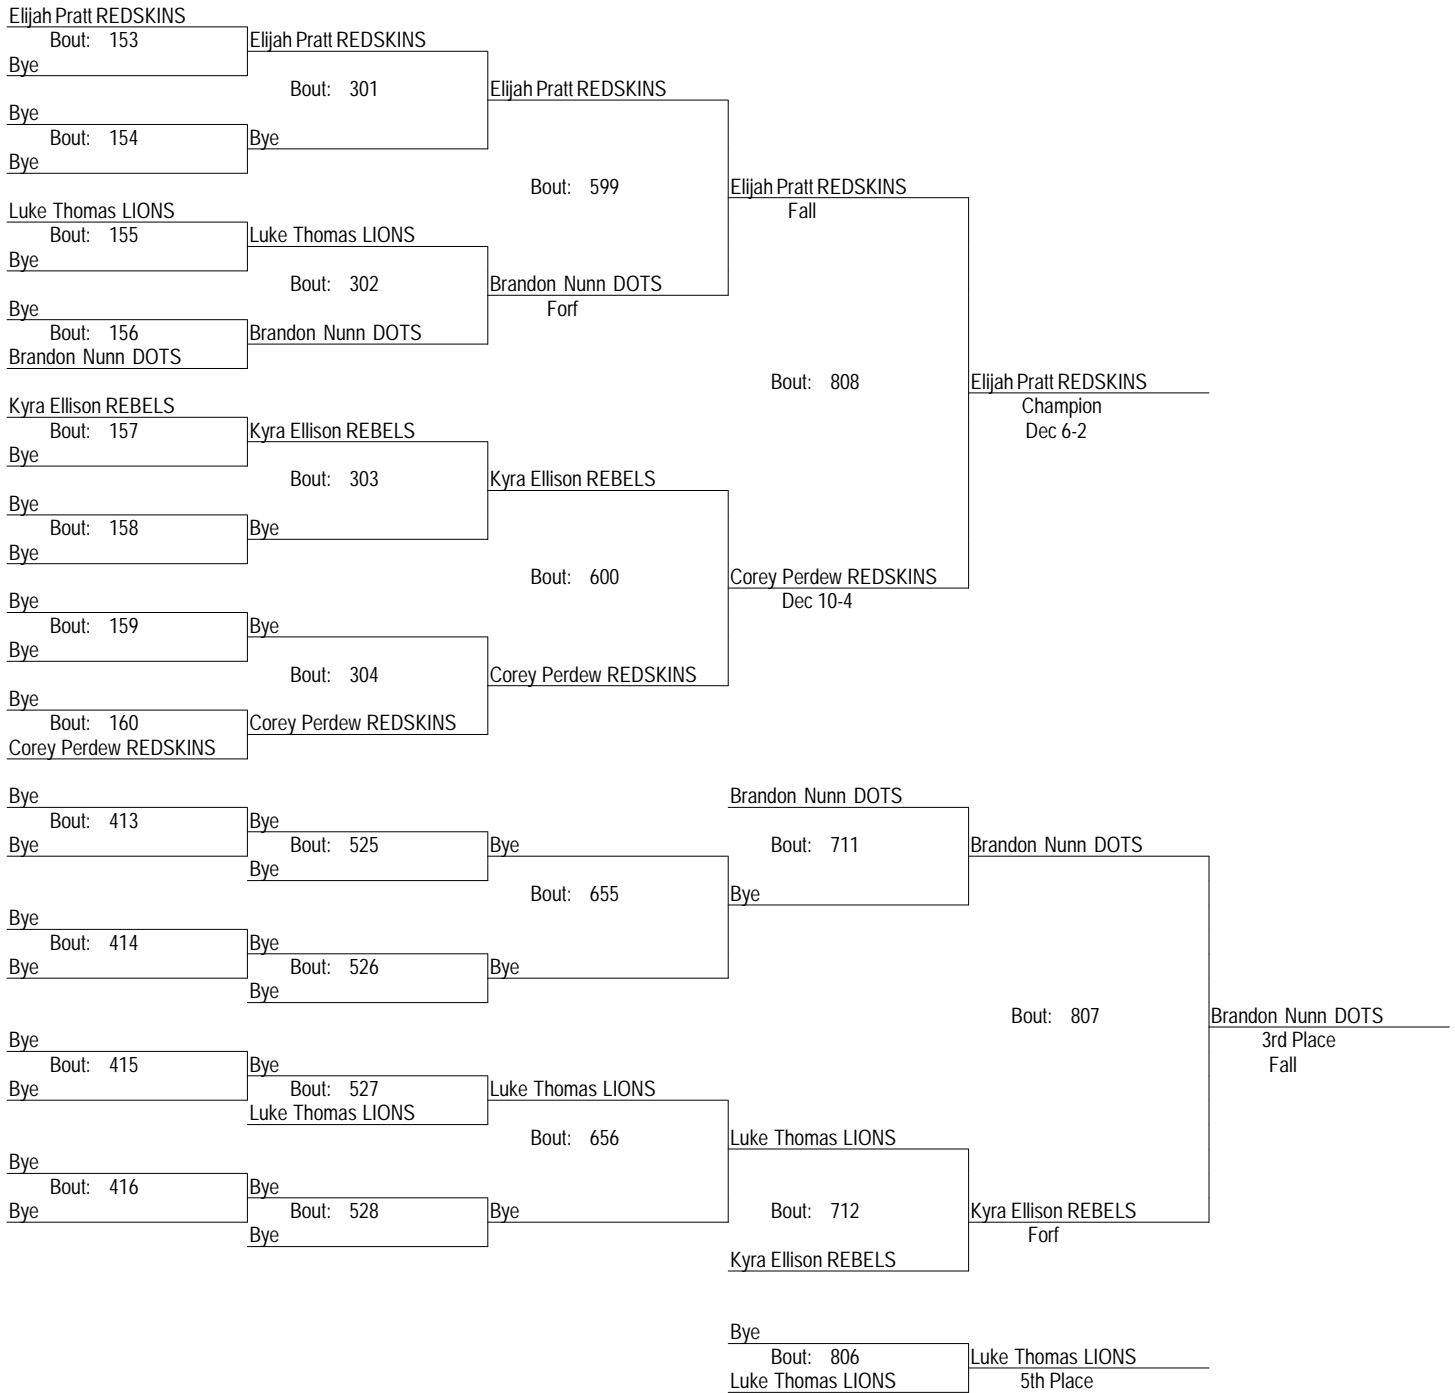 Elijah Pratt REDSKINS
Bout: 153 Elijah Pratt REDSKINS
Bye
Bout: 301 Elijah Pratt REDSKINS
Bye
Bout: 154 Bye
Bye
Bout: 599 Elijah Pratt REDSKINS
Luke Thomas LIONS Fall
Bout: 155 Luke Thomas LIONS
Bye
Bout: 302 Brandon Nunn DOTS
Bye Forf
Bout: 156 Brandon Nunn DOTS
Brandon Nunn DOTS
Bout: 808 Elijah Pratt REDSKINS
Kyra Ellison REBELS Champion
Bout: 157 Kyra Ellison REBELS Dec 6-2
Bye
Bout: 303 Kyra Ellison REBELS
Bye
Bout: 158 Bye
Bye
Bout: 600 Corey Perdew REDSKINS
Bye Dec 10-4
Bout: 159 Bye
Bye
Bout: 304 Corey Perdew REDSKINS
Bye
Bout: 160 Corey Perdew REDSKINS
Corey Perdew REDSKINS
Bye Brandon Nunn DOTS
Bout: 413 Bye
Bye Bout: 525 Bye Bout: 711 Brandon Nunn DOTS
Bye
Bout: 655 Bye
Bye
Bout: 414 Bye
Bye Bout: 526 Bye
Bye
Bout: 807 Brandon Nunn DOTS
Bye 3rd Place
Bout: 415 Bye Fall
Bye Bout: 527 Luke Thomas LIONS
Luke Thomas LIONS
Bout: 656 Luke Thomas LIONS
Bye
Bout: 416 Bye
Bye Bout: 528 Bye Bout: 712 Kyra Ellison REBELS
Bye Forf
Kyra Ellison REBELS
Bye
Bout: 806 Luke Thomas LIONS
Luke Thomas LIONS 5th Place